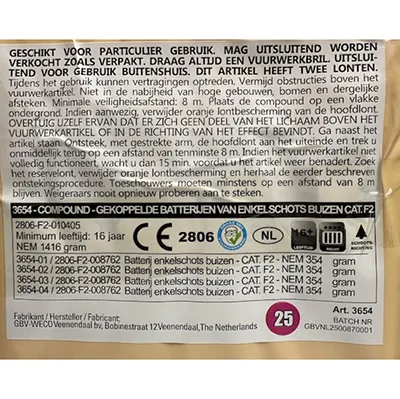 GESCHIKT VOOR PARTICULIER GEBRUIK. MAG UITSLUITEND WORDEN
VERKOCHT ZOALS VERPAKT. DRAAG ALTIJD EEN VUURWERKBRIL. UITSLUI-
TEND VOOR GEBRUIK BUITENSHUIS. DIT ARTIKEL HEEFT TWEE LONTEN.
Tijdens het gebruik kunnen vertragingen optreden. Vermijd obstructies boven het
vuurwerkartikel. Niet in de nabijheid van hoge gebouwen, bomen en dergelijke
afsteken. Minimale veiligheidsafstand: 8 m. Plaats de compound op een vlakke
ondergrond. Indien aanwezig, verwijder oranje lontbescherming van de
OVERTUIG UZELF ERVAN DAT ER ZICH GEEN DEEL VAN HET LICHAAM BOVEN HET
VUURWERKARTIKEL OF IN DE RICHTING VAN HET EFFECT BEVINDT. Ga naast het
artikel staan. Ontsteek, met gestrekte arm, de hoofdlont aan het uiteinde en trek u
onmiddellijk terug op een afstand van tenminste 8 m. Indien het vuurwerkartikel niet
volledig functioneert, wacht u dan 15 min. voordat u het artikel weer benadert. Zoek
het reservelont, verwijder de oranje lontbescherming en herhaal de eerder beschreven
ontstekingsprocedure. Toeschouwers moeten minstens op een afstand van 8 m
blijven. Weigeraars nooit opnieuw proberen aan te steken.
3654 - COMPOUND - GEKOPPELDE BATTERIJEN VAN ENKELSCHOTS BUIZEN CAT.F2
2806-F2-010405
Minimum leeftijd: 16 jaar
NEM 1416 gram
CE 2806
NL
16+
LEEFTIJD
SCHOTS-
RICHTING
3654-01 / 2806-F2-008762 Batterij enkelschots buizen - CAT. F2 - NEM 354 gram
3654-02 / 2806-F2-008762 Batterij enkelschots buizen - CAT. F2 - NEM 354 gram
3654-03 / 2806-F2-008762 Batterij enkelschots buizen - CAT. F2 - NEM 354 gram
3654-04 / 2806-F2-008762 Batterij enkelschots buizen - CAT. F2 - NEM 354 gram
Fabrikant / Hersteller / Fabricant:
GBV-WECO Veenendaal bv, Bobinestraat 12 Veenendaal, The Netherlands
25
Art. 3654
BATCH NR
GBVNL2500870001